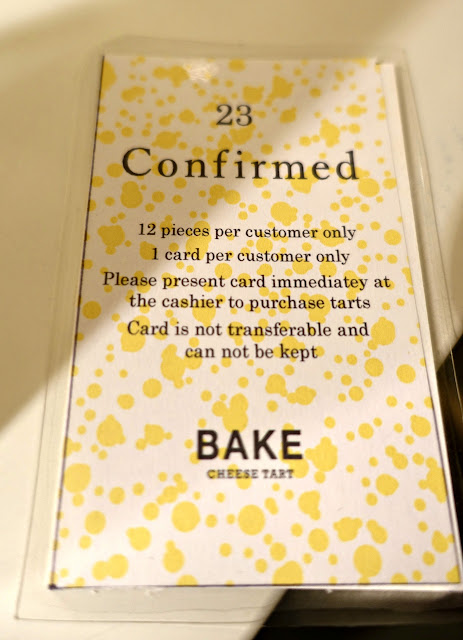 23
Confirmed
12 pieces per customer only
1 card per customer only
Please present card immediatey at
the cashier to purchase tarts
Card is not transferable and
can not be kept
BAKE
CHEESE TART